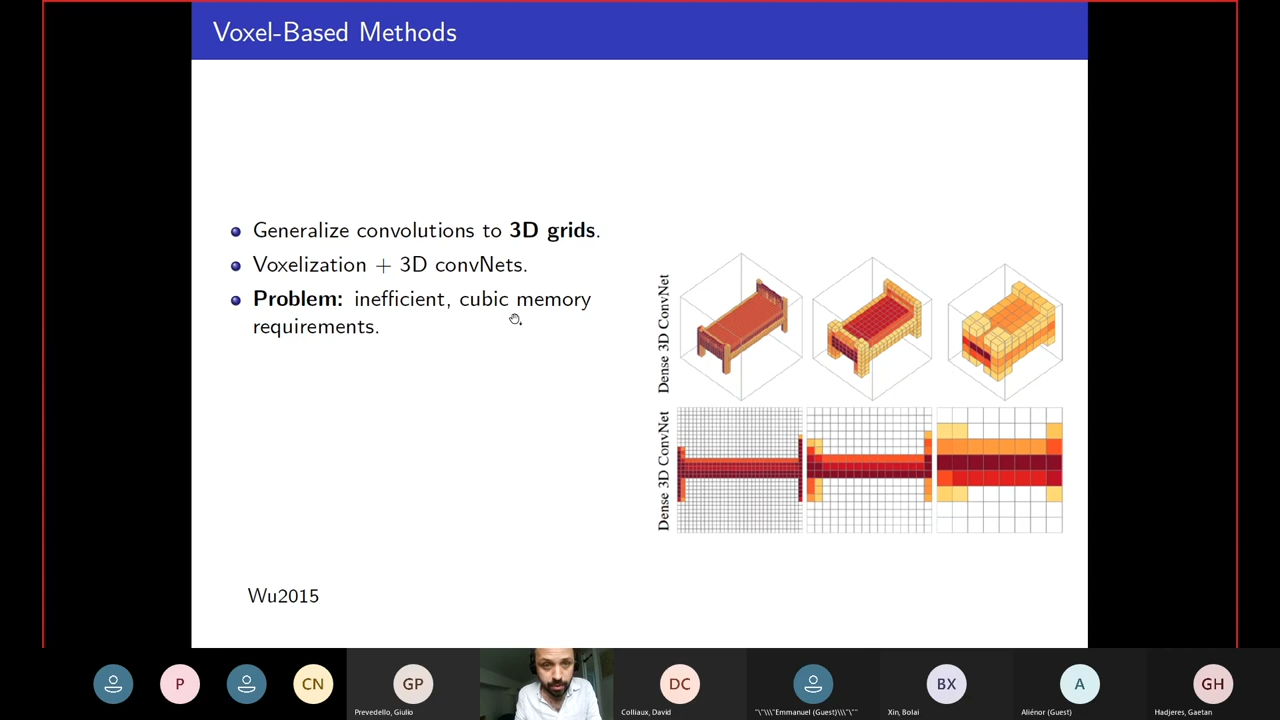 Voxel-Based Methods
Generalize convolutions to 3D grids.
Voxelization + 3D convNets.
Problem: inefficient, cubic memory
requirements.
Dense 3D ConvNet
Dense 3D ConvNet
Wu2015
P
CN
GP
DC
BX
A
GH
Prevedello, Giulio
Colliaux, David
"\"\\\"Emmanuel (Guest)\\\"\""
Xin, Bolai
Aliénor (Guest)
Hadjeres, Gaetan